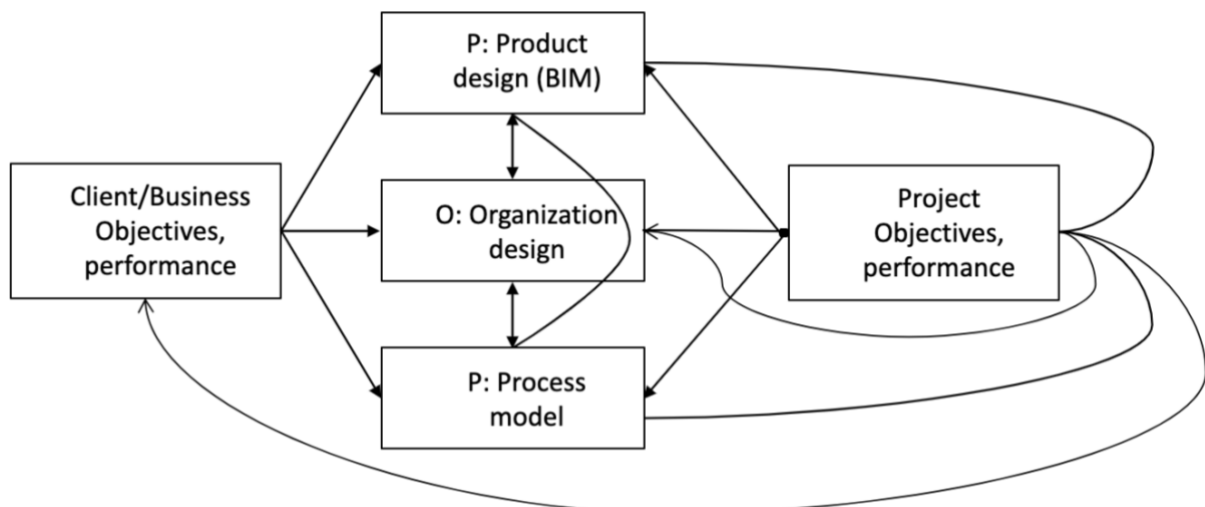 P: Product
design (BIM)
Client/Business
Objectives,
performance
O: Organization
design
Project
Objectives,
performance
P: Process
model